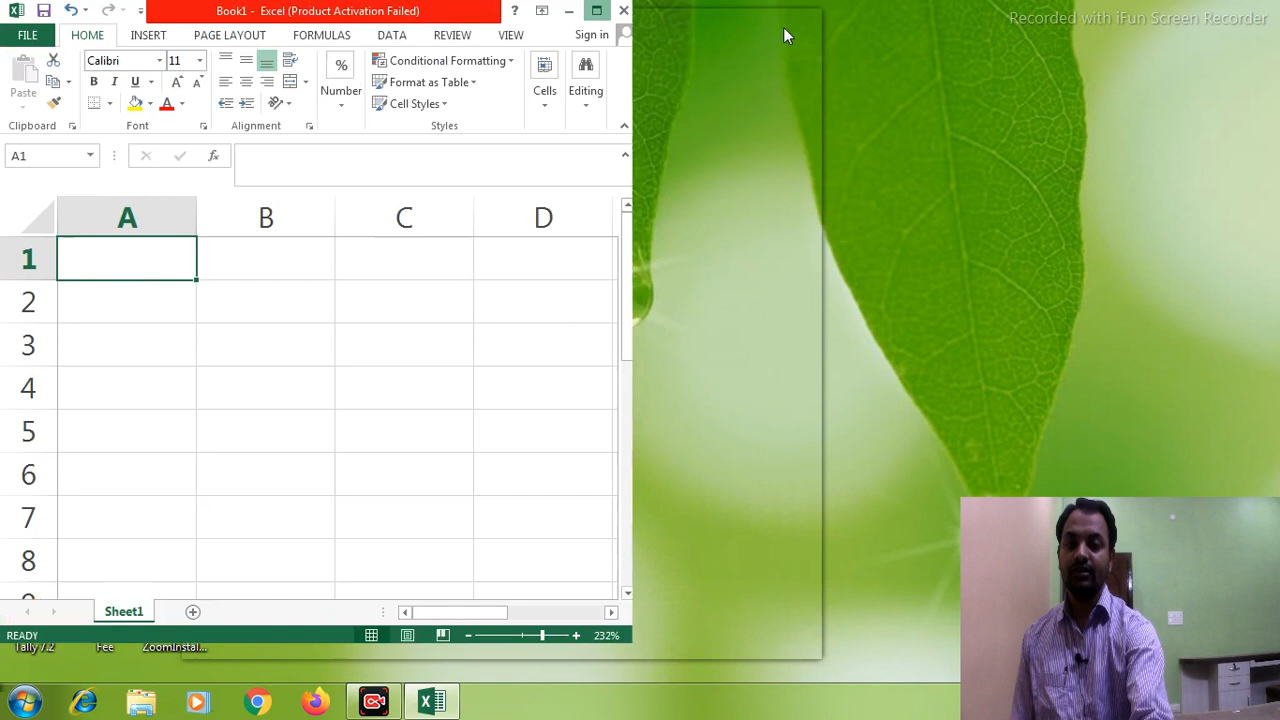 Book1 - Excel (Product Activation Failed)
Recorded with iFun Screen Recorder
FILE HOME INSERT PAGE LAYOUT FORMULAS DATA REVIEW VIEW Sign in
Calibri 11
Conditional Formatting
Format as Table
Cell Styles
Paste
B I U
A A
A
%
Number
Cells
Editing
Clipboard Font Alignment Styles
A1 fx
A B C D
1
2
3
4
5
6
7
8
Sheet1
READY 232%
Tally 7.2 Fee ZoomInstal...